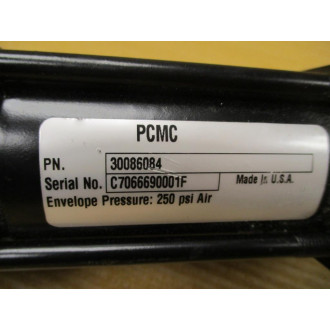 PCMC
PN. 30086084
Serial No. C7066690001F Made In U.S.A.
Envelope Pressure: 250 psi Air